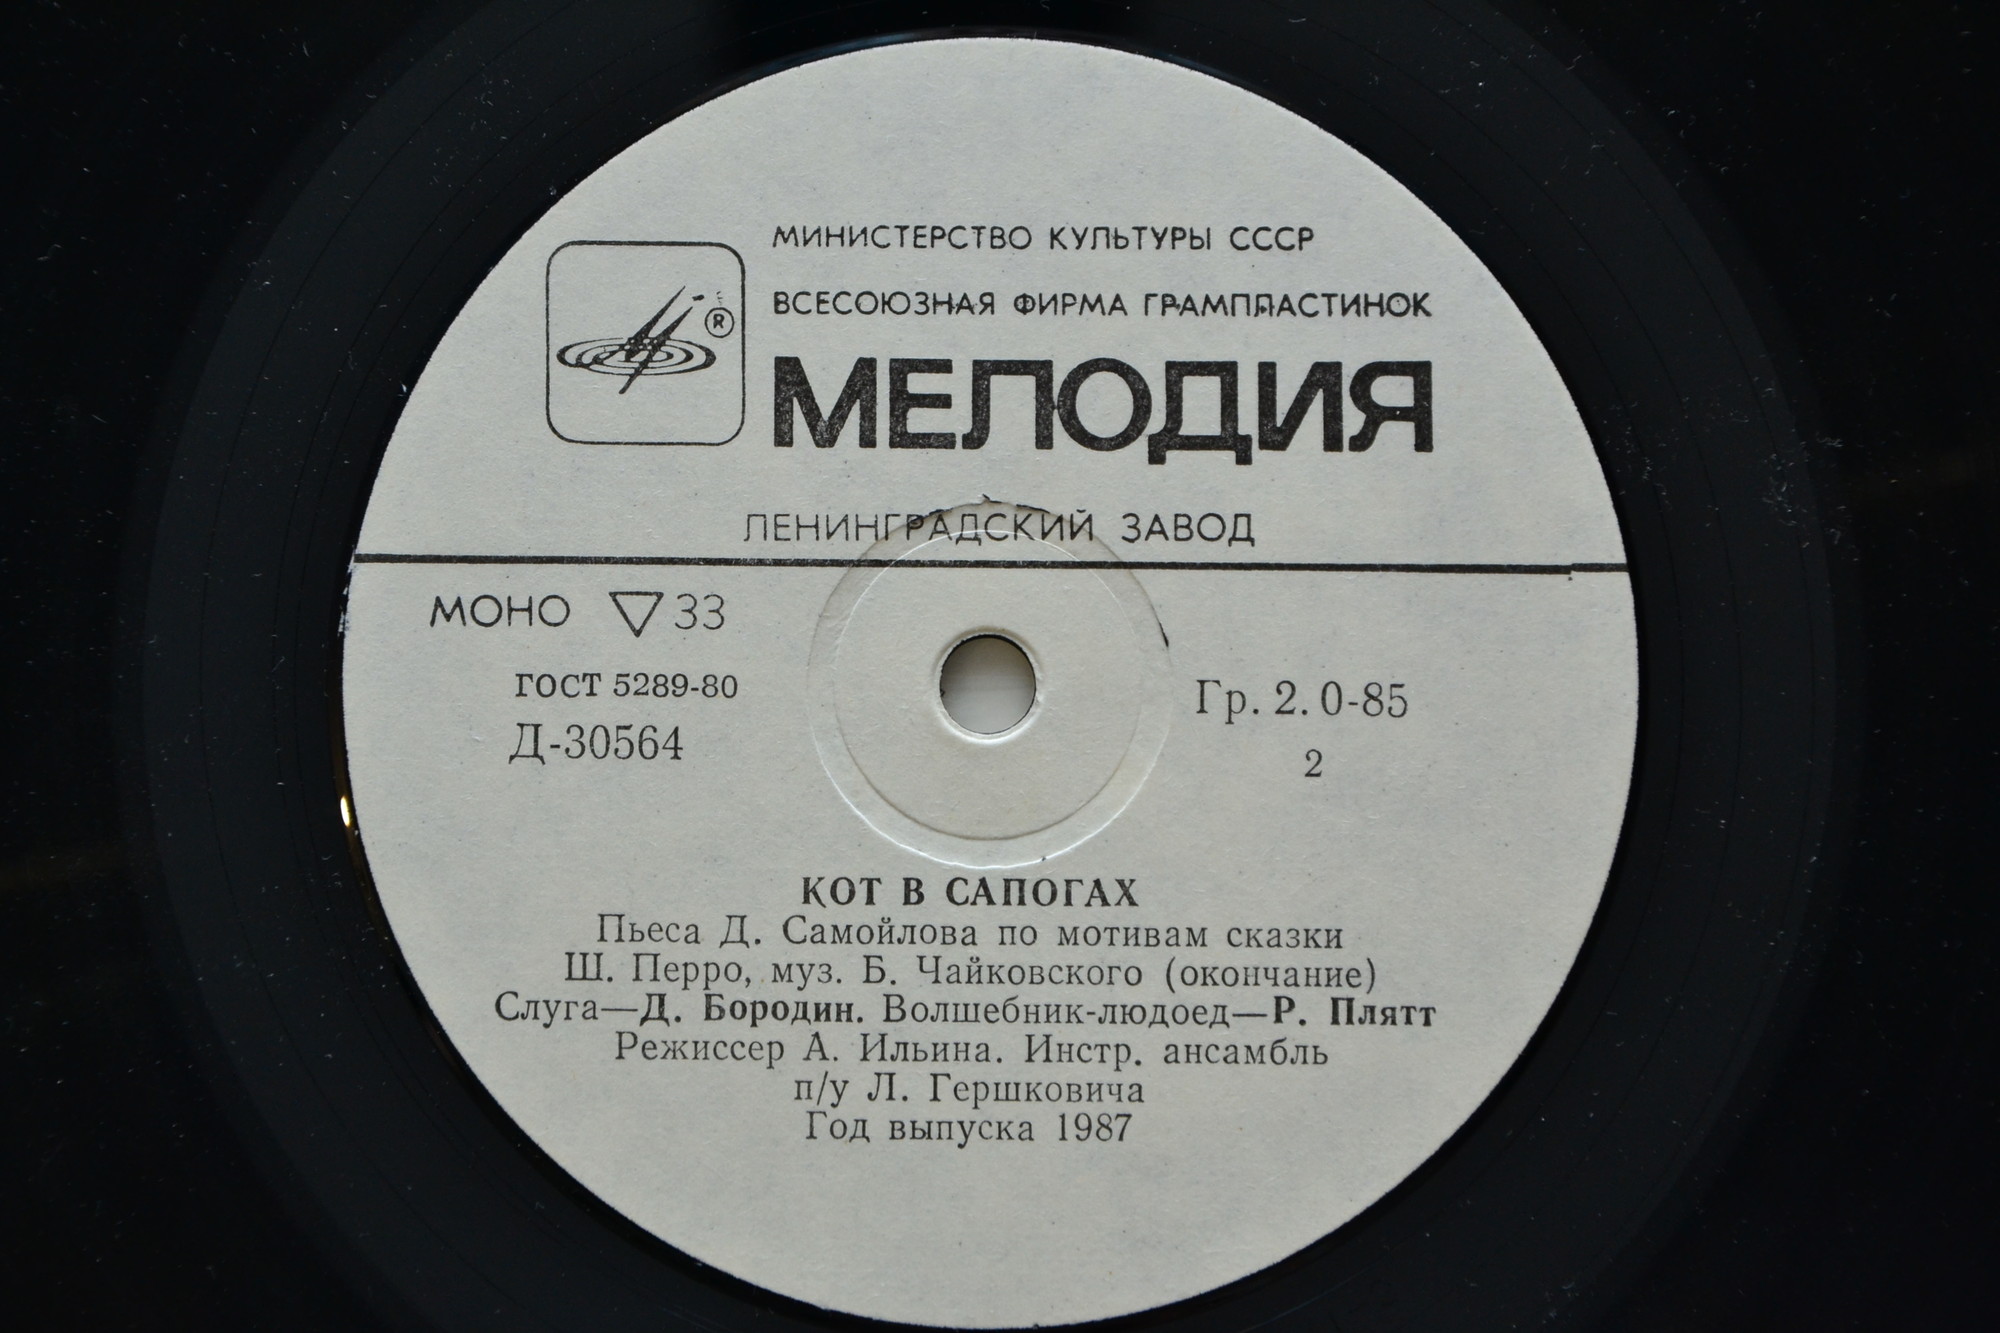 МИНИСТЕРСТВО КУЛЬТУРЫ СССР
ВСЕСОЮЗНАЯ ФИРМА ГРАМПЛАСТИНОК
®
МЕЛОДИЯ
ЛЕНИНГРАДСКИЙ ЗАВОД
МОНО ▽ 33
ГОСТ 5289-80
Д-30564
Гр. 2. 0-85
2
КОТ В САПОГАХ
Пьеса Д. Самойлова по мотивам сказки
Ш. Перро, муз. Б. Чайковского (окончание)
Слуга—Д. Бородин. Волшебник-людоед—Р. Плятт
Режиссер А. Ильина. Инстр. ансамбль
п/у Л. Гершковича
Год выпуска 1987